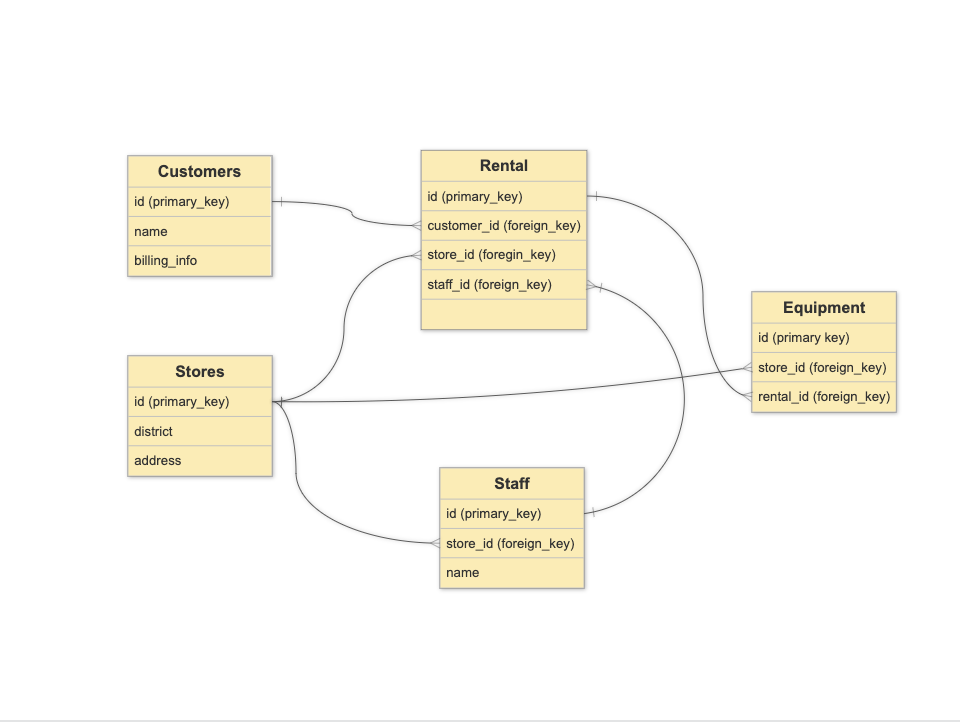 Customers
id (primary_key)
name
billing_info
Rental
id (primary_key)
customer_id (foreign_key)
store_id (foregin_key)
staff_id (foreign_key)
Equipment
id (primary key)
store_id (foreign_key)
rental_id (foreign_key)
Stores
id (primary_key)
district
address
Staff
id (primary_key)
store_id (foreign_key)
name